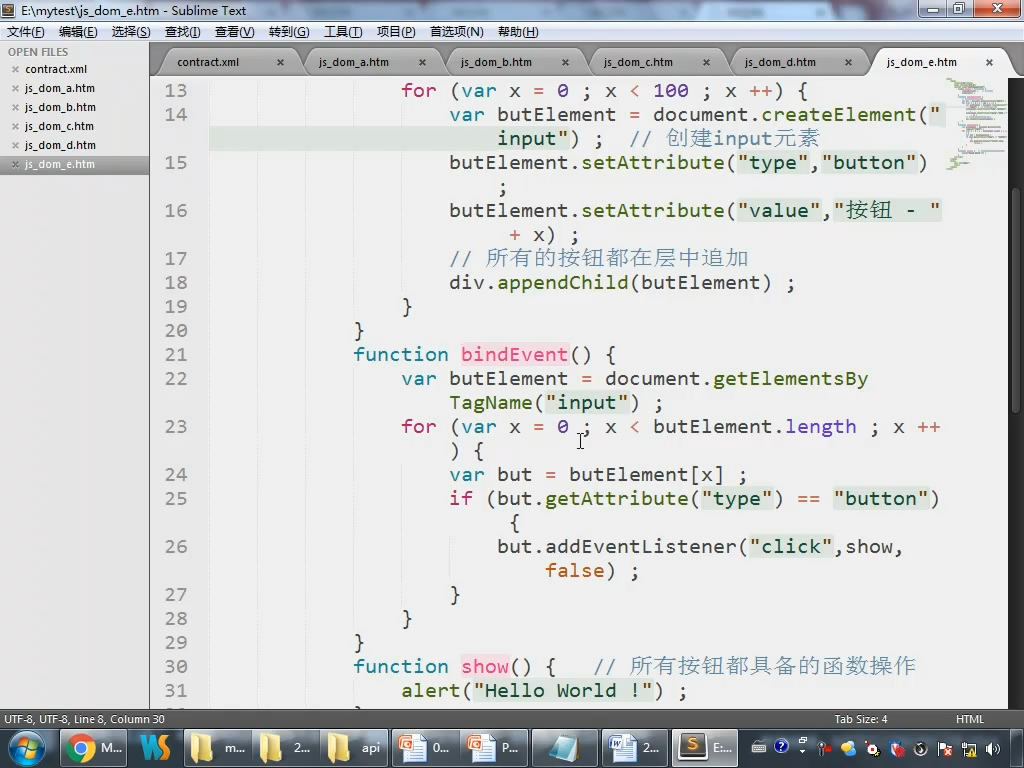 E:\mytest\js_dom_e.htm - Sublime Text
文件(F) 编辑(E) 选择(S) 查找(I) 查看(V) 转到(G) 工具(T) 项目(P) 首选项(N) 帮助(H)
OPEN FILES
× contract.xml
× js_dom_a.htm
× js_dom_b.htm
× js_dom_c.htm
× js_dom_d.htm
× js_dom_e.htm
contract.xml × js_dom_a.htm × js_dom_b.htm × js_dom_c.htm × js_dom_d.htm × js_dom_e.htm ×
13 for (var x = 0 ; x < 100 ; x ++) {
14 var butElement = document.createElement("
input") ; // 创建input元素
15 butElement.setAttribute("type","button")
;
16 butElement.setAttribute("value","按钮 - "
+ x) ;
17 // 所有的按钮都在层中追加
18 div.appendChild(butElement) ;
19 }
20 }
21 function bindEvent() {
22 var butElement = document.getElementsBy
TagName("input") ;
23 for (var x = 0 ; x < butElement.length ; x ++
) {
24 var but = butElement[x] ;
25 if (but.getAttribute("type") == "button")
{
26 but.addEventListener("click",show,
false) ;
27 }
28 }
29 }
30 function show() { // 所有按钮都具备的函数操作
31 alert("Hello World !") ;
UTF-8, UTF-8, Line 8, Column 30 Tab Size: 4 HTML
M... m... 2... api 0... P... 2... E:...